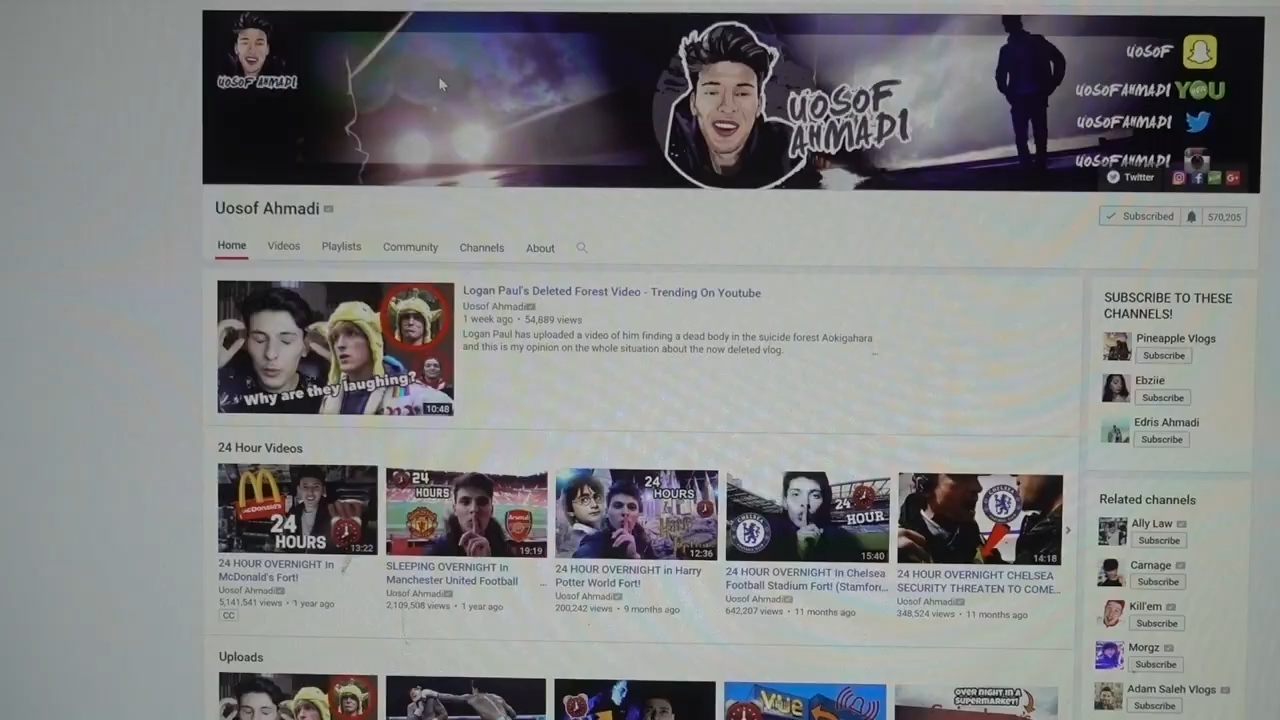 UOSOF AHMADI
UOSOF
AHMADI
UOSOF
UOSOFAHMADI YOU
UOSOFAHMADI
UOSOFAHMADI
Twitter
Uosof Ahmadi
Subscribed 570,205
Home Videos Playlists Community Channels About
Why are they laughing?
10:48
Logan Paul's Deleted Forest Video - Trending On Youtube
Uosof Ahmadi
1 week ago • 54,889 views
Logan Paul has uploaded a video of him finding a dead body in the suicide forest Aokigahara
and this is my opinion on the whole situation about the now deleted vlog.
SUBSCRIBE TO THESE
CHANNELS!
Pineapple Vlogs
Subscribe
Ebziie
Subscribe
Edris Ahmadi
Subscribe
24 Hour Videos
McDonald's
24
HOURS
13:22
24 HOUR OVERNIGHT In
McDonald's Fort!
Uosof Ahmadi
5,141,541 views • 1 year ago
CC
24
HOURS
Arsenal
19:19
SLEEPING OVERNIGHT In
Manchester United Football ...
Uosof Ahmadi
2,109,508 views • 1 year ago
24
HOURS
12:36
24 HOUR OVERNIGHT in Harry
Potter World Fort!
Uosof Ahmadi
200,242 views • 9 months ago
CHELSEA
24
HOUR
15:40
24 HOUR OVERNIGHT In Chelsea
Football Stadium Fort! (Stamfor...
Uosof Ahmadi
642,207 views • 11 months ago
14:18
24 HOUR OVERNIGHT CHELSEA
SECURITY THREATEN TO COME...
Uosof Ahmadi
348,524 views • 11 months ago
Related channels
Ally Law
Subscribe
Carnage
Subscribe
Kill'em
Subscribe
Morgz
Subscribe
Adam Saleh Vlogs
Subscribe
Uploads
Vue
OVER NIGHT IN A
SUPERMARKET!